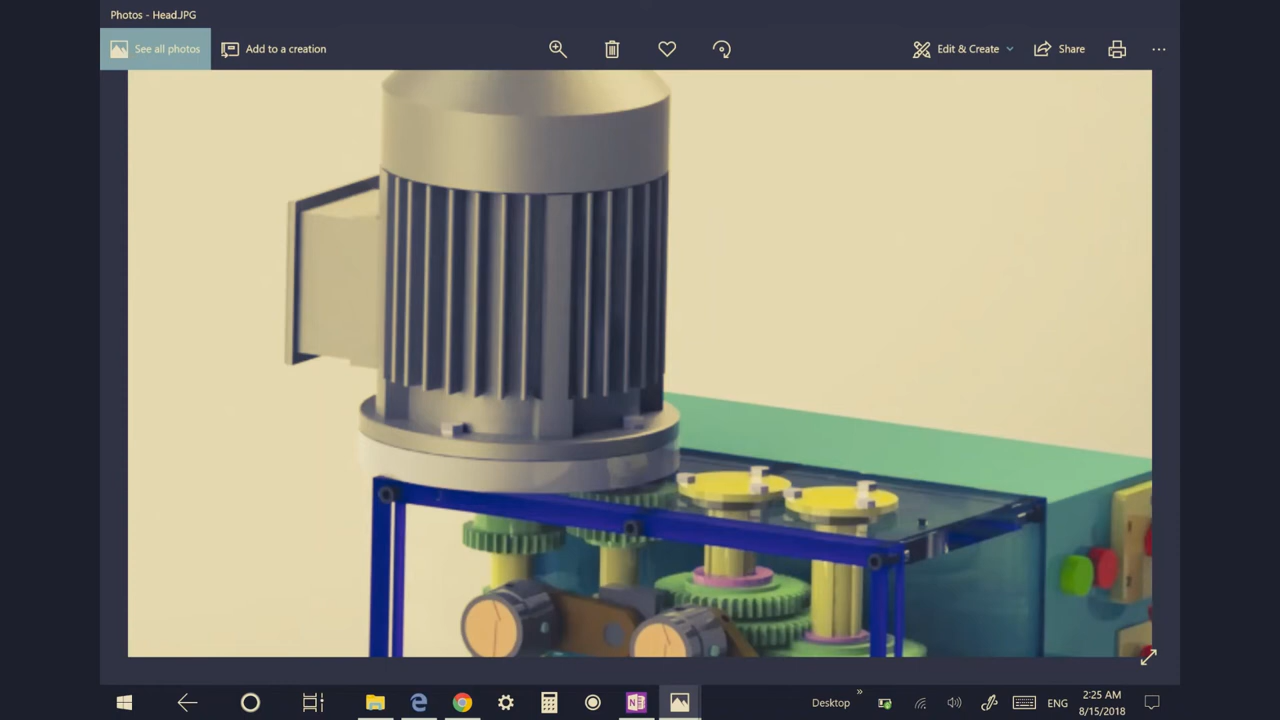 Photos - Head.JPG
See all photos
Add to a creation
Edit & Create
Share
Desktop
ENG
2:25 AM
8/15/2018